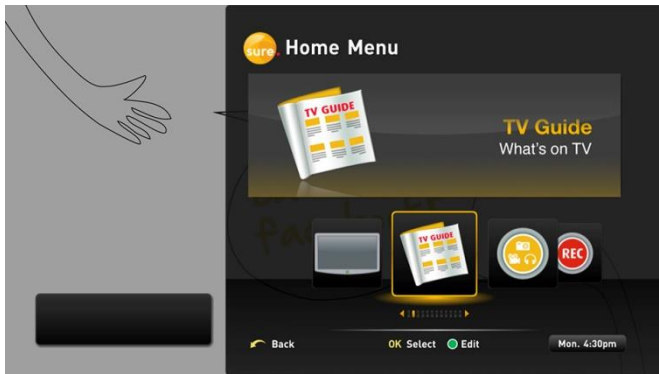 sure. Home Menu
TV GUIDE
TV Guide
What's on TV
TV GUIDE
REC
Back
OK Select
Edit
Mon. 4:30pm